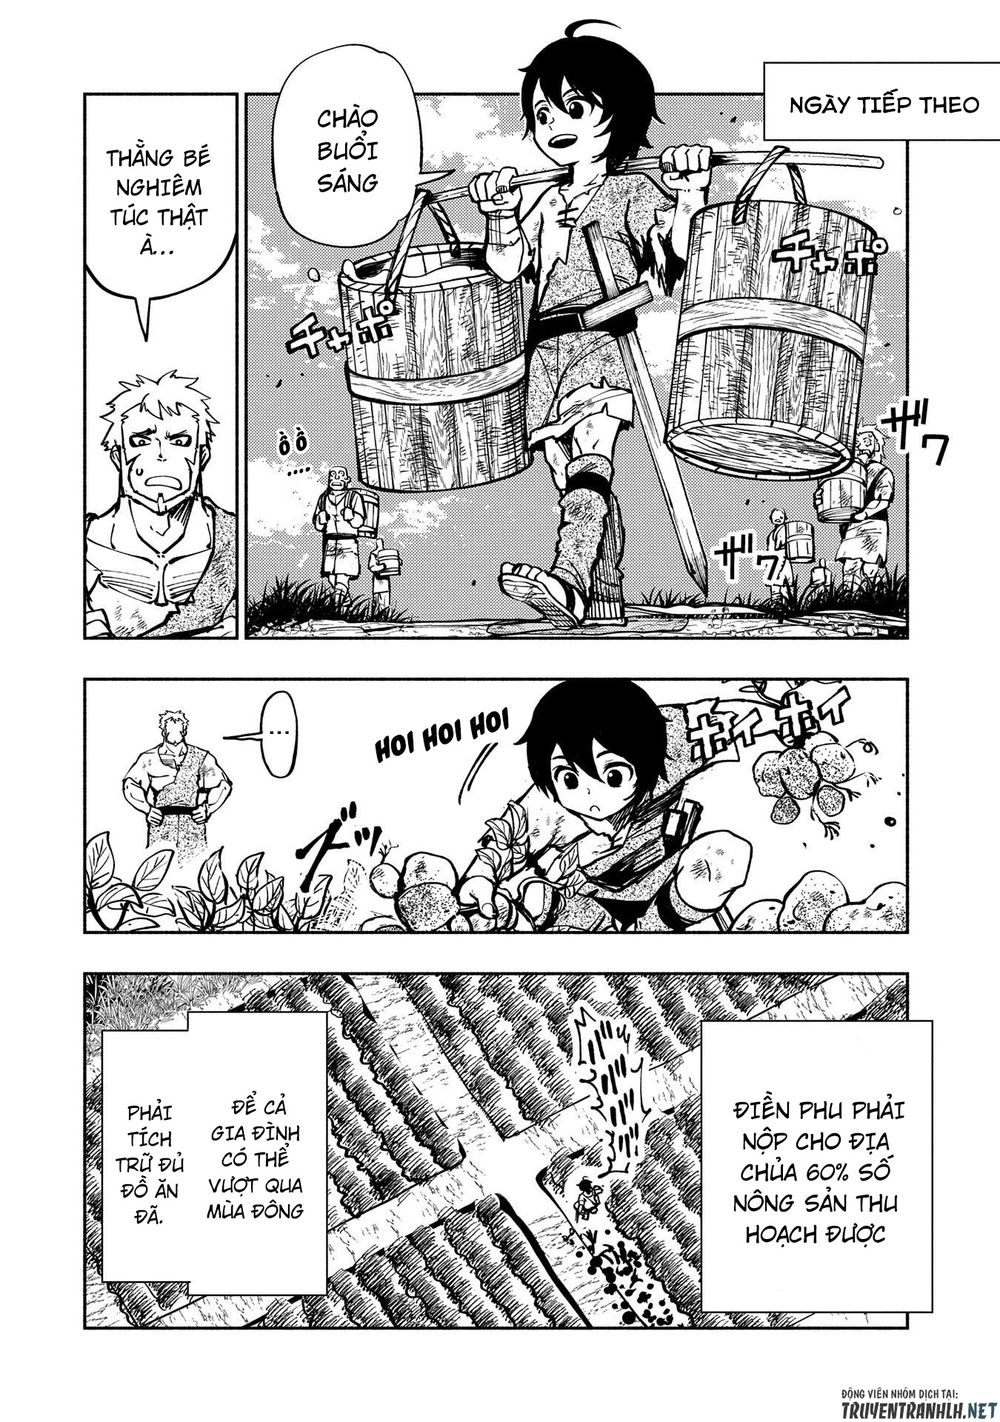 NGÀY TIẾP THEO
CHÀO
BUỔI
SÁNG
チャポ
チャポ
ồ ồ
.....
ザワ
ザワ
THẰNG BÉ
NGHIÊM
TÚC THẬT
À...
ポイ
ポイ
HOI HOI HOI
...
ズッ
ĐIỀN PHU PHẢI
NỘP CHO ĐỊA
CHỦA 60% SỐ
NÔNG SẢN THU
HOẠCH ĐƯỢC
ĐỂ CẢ
GIA ĐÌNH
CÓ THỂ
VƯỢT QUA
MÙA ĐÔNG
PHẢI
TÍCH
TRỮ ĐỦ
ĐỒ ĂN
ĐÃ.
ĐỘNG VIÊN NHÓM DỊCH TẠI:
TRUYENTRANHLH.NET